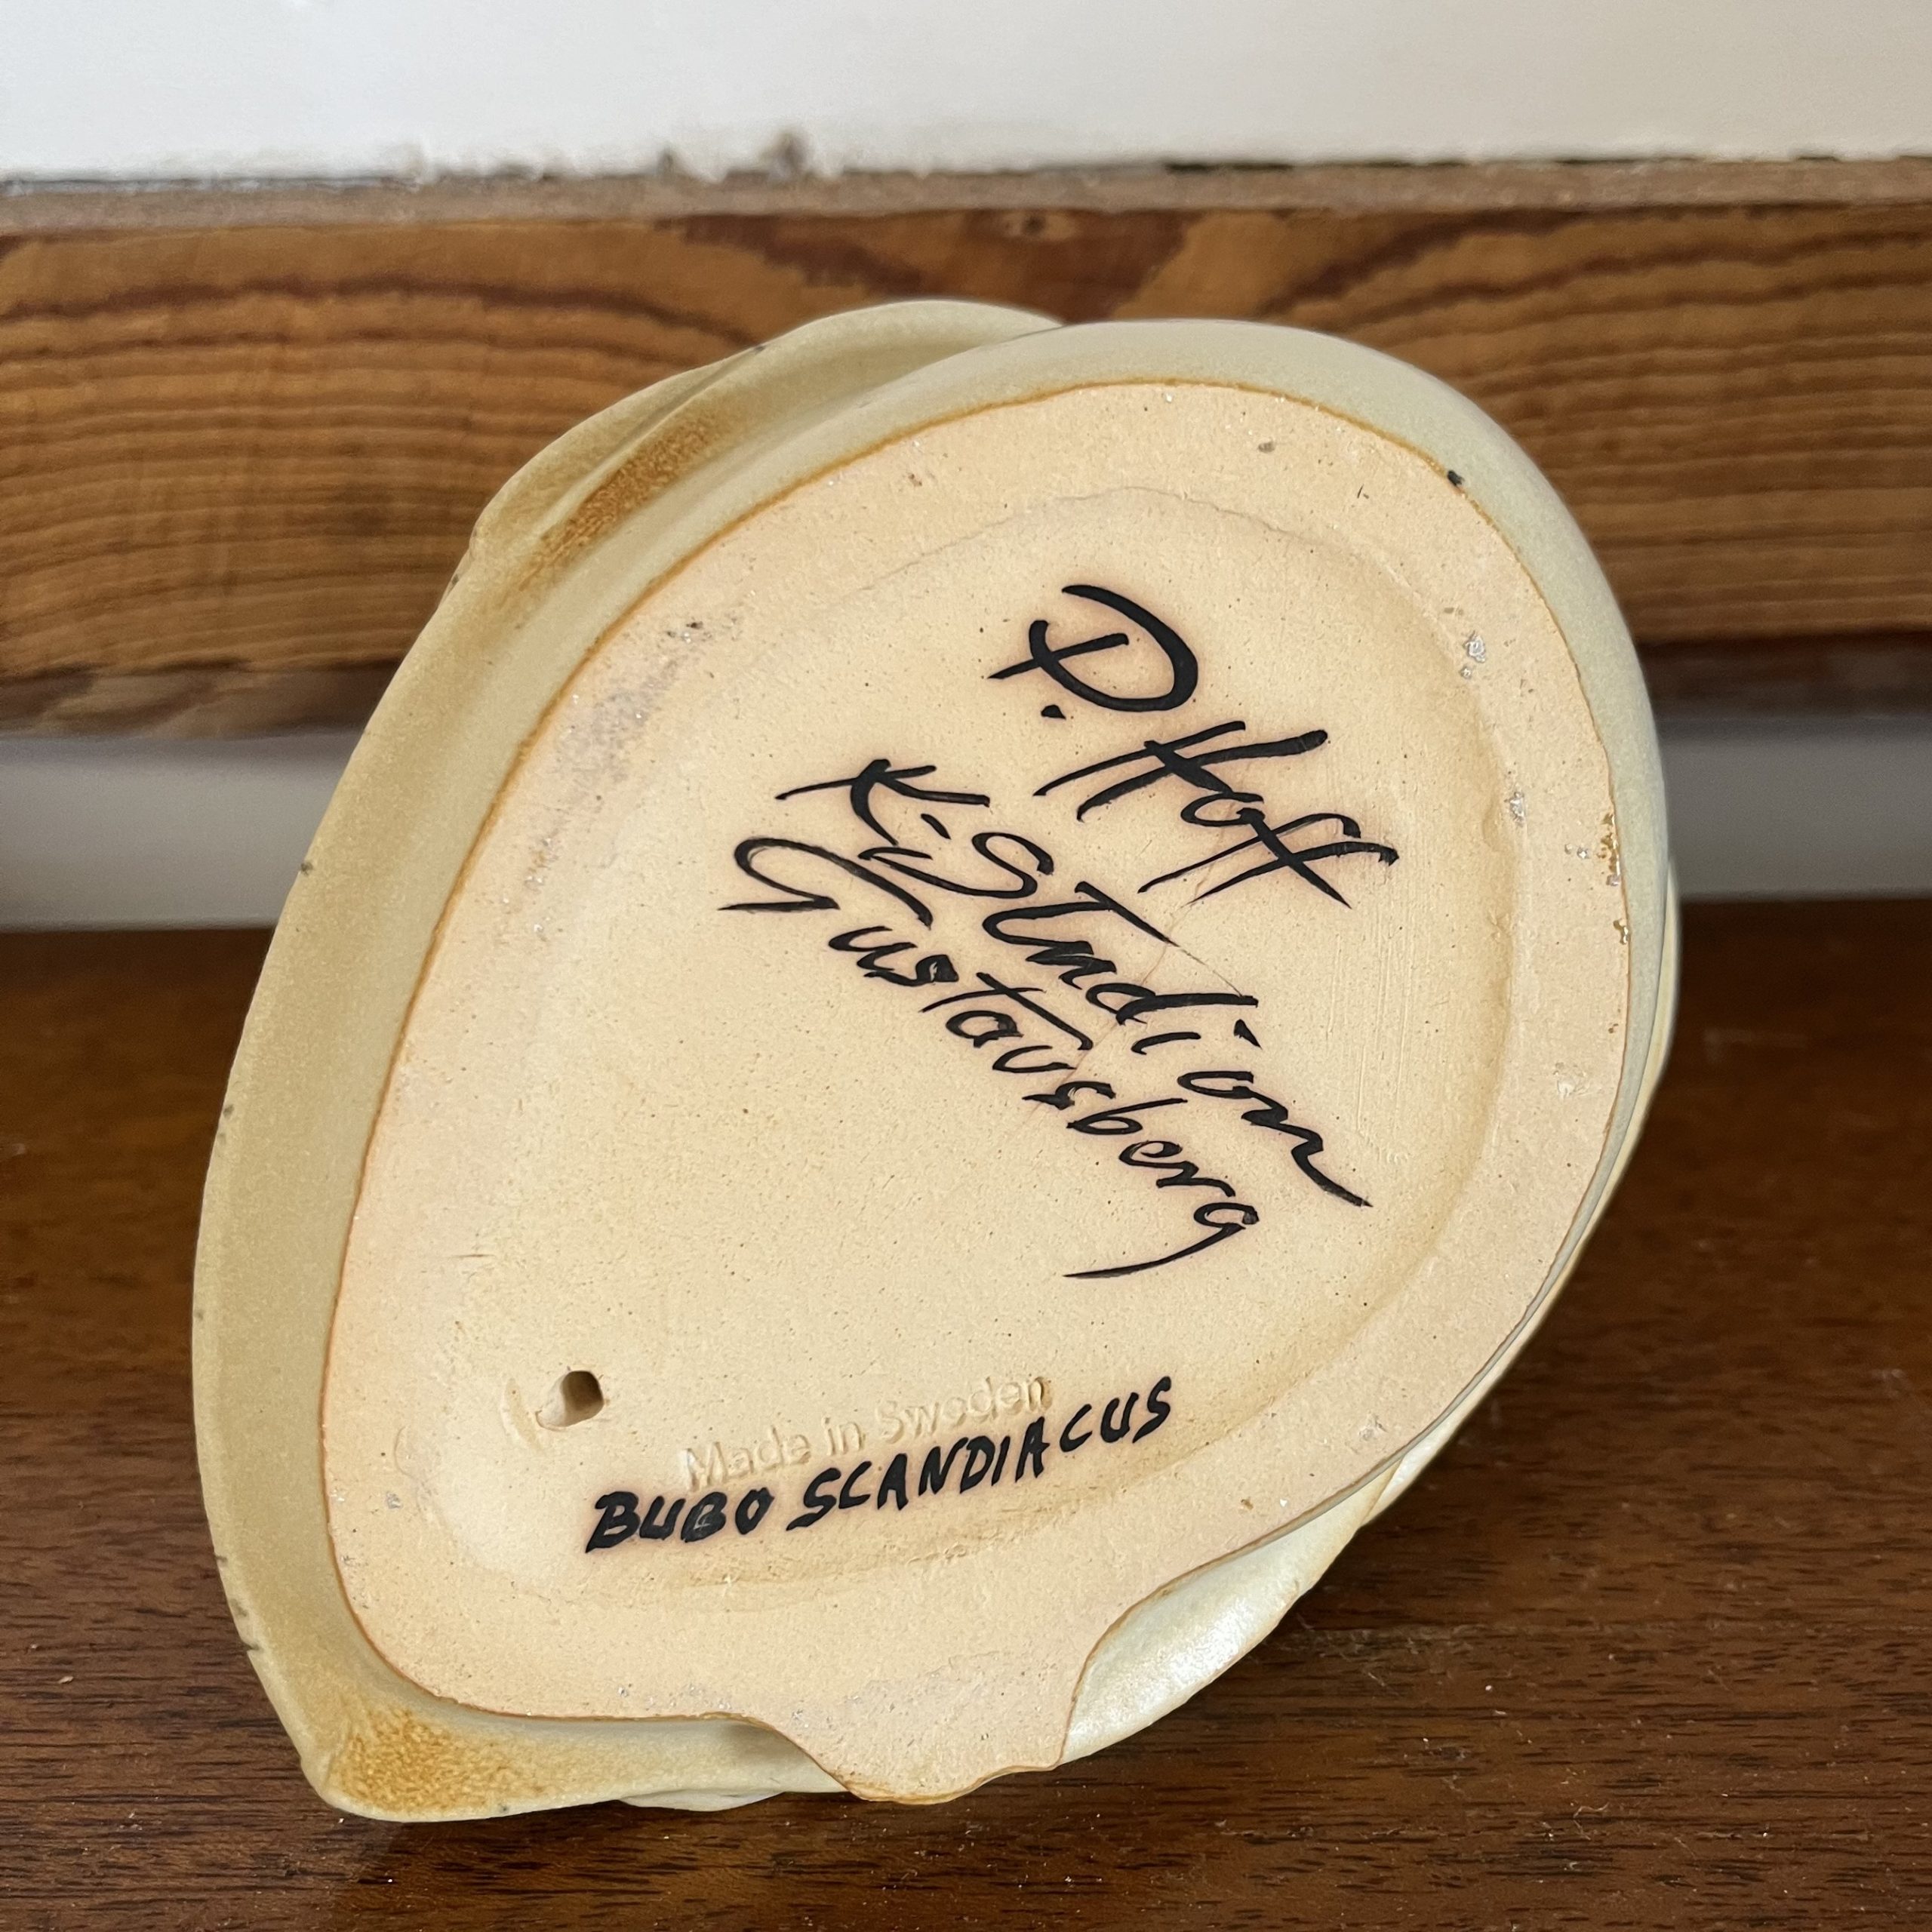 P. Hoff
K-Studion
Gustavsberg
Made in Sweden
BUBO SCANDIACUS